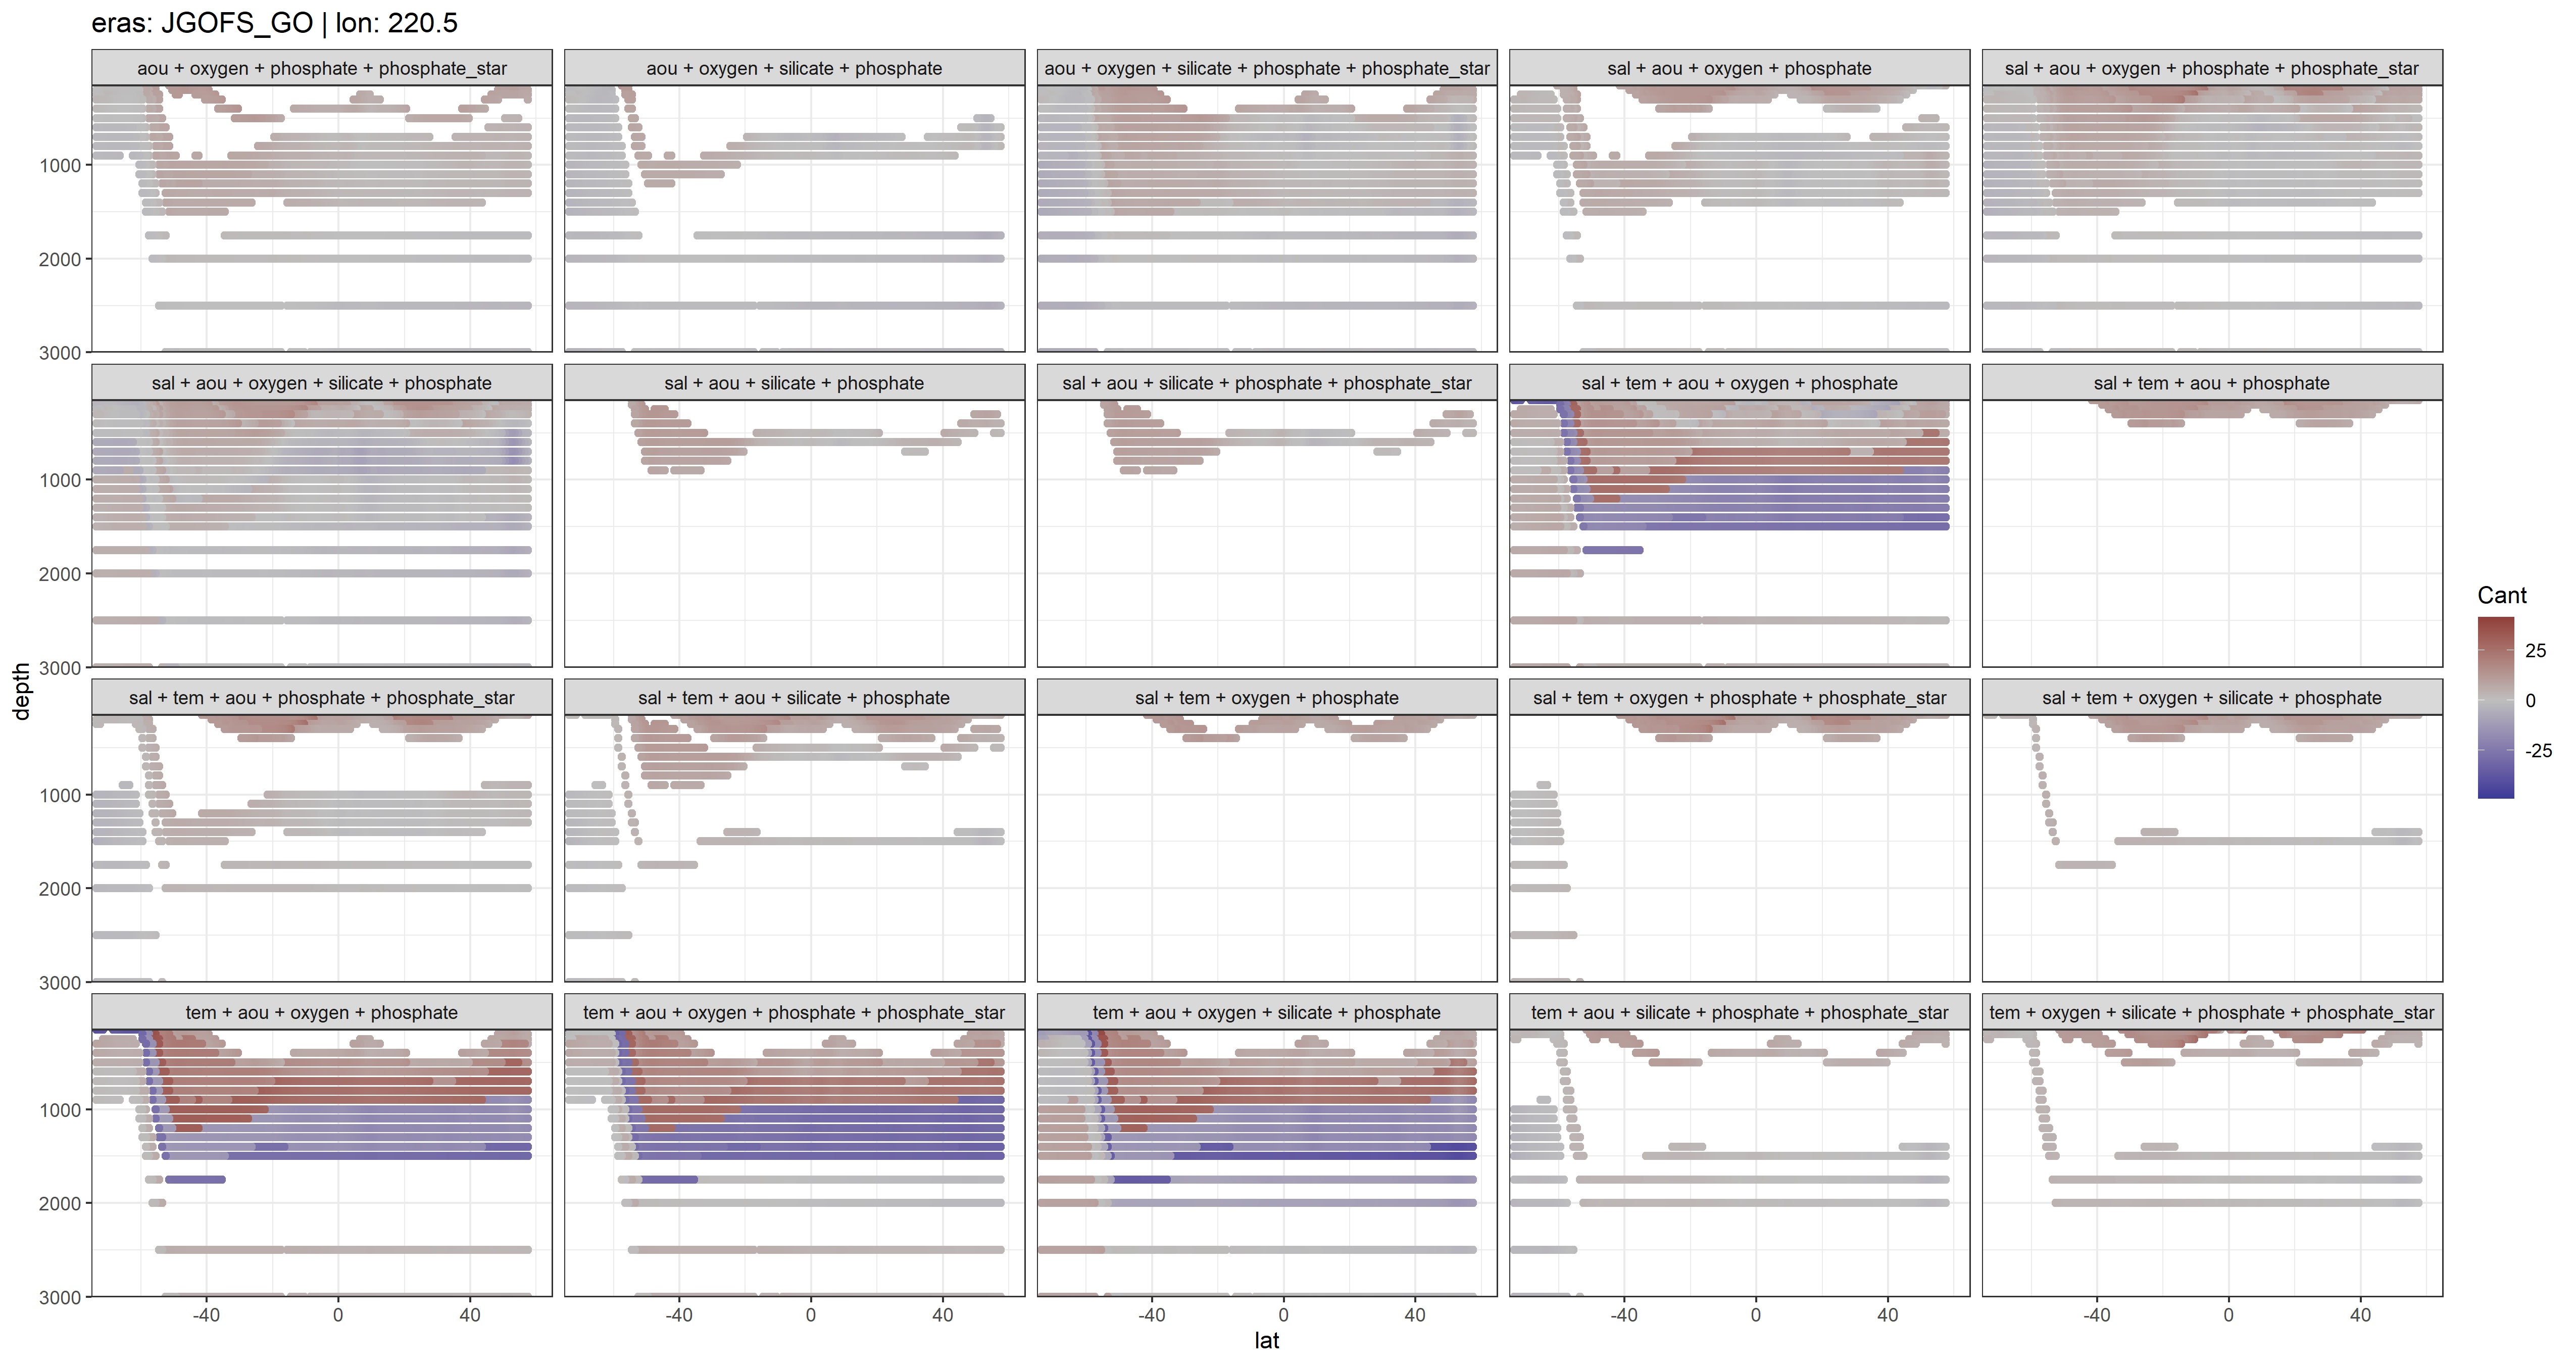 eras: JGOFS_GO | lon: 220.5
aou + oxygen + phosphate + phosphate_star
aou + oxygen + silicate + phosphate
aou + oxygen + silicate + phosphate + phosphate_star
sal + aou + oxygen + phosphate
sal + aou + oxygen + phosphate + phosphate_star
1000
2000
3000
sal + aou + oxygen + silicate + phosphate
sal + aou + silicate + phosphate
sal + aou + silicate + phosphate + phosphate_star
sal + tem + aou + oxygen + phosphate
sal + tem + aou + phosphate
1000
2000
3000
sal + tem + aou + phosphate + phosphate_star
sal + tem + aou + silicate + phosphate
sal + tem + oxygen + phosphate
sal + tem + oxygen + phosphate + phosphate_star
sal + tem + oxygen + silicate + phosphate
1000
2000
3000
tem + aou + oxygen + phosphate
tem + aou + oxygen + phosphate + phosphate_star
tem + aou + oxygen + silicate + phosphate
tem + aou + silicate + phosphate + phosphate_star
tem + oxygen + silicate + phosphate + phosphate_star
1000
2000
3000
-40 0 40
-40 0 40
-40 0 40
-40 0 40
-40 0 40
lat
depth
Cant
25
0
-25